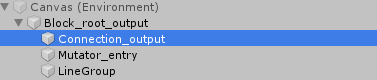 Canvas (Environment)
Block_root_output
Connection_output
Mutator_entry
LineGroup